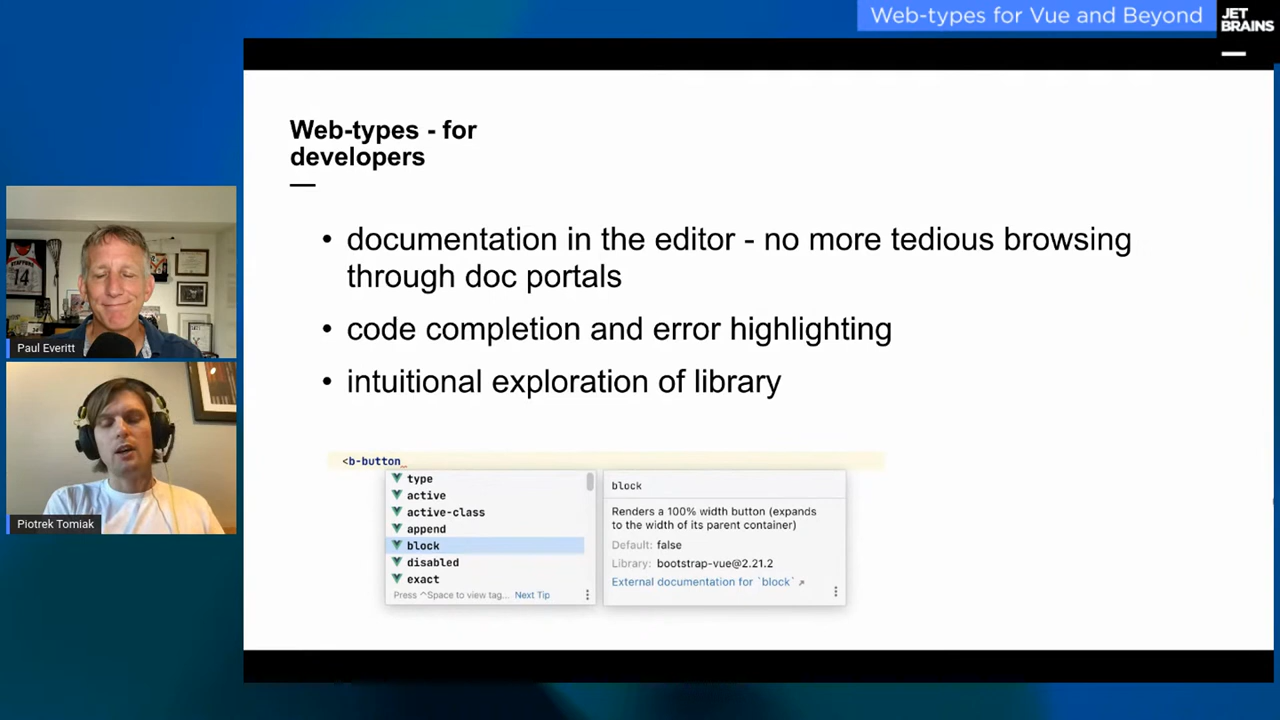 Web-types for Vue and Beyond
JET
BRAINS
Web-types - for
developers
• documentation in the editor - no more tedious browsing
through doc portals
• code completion and error highlighting
• intuitional exploration of library
14
Paul Everitt
Piotrek Tomiak
<b-button_
type
active
active-class
append
block
disabled
exact
Press ^Space to view tag... Next Tip
block
Renders a 100% width button (expands
to the width of its parent container)
Default: false
Library: bootstrap-vue@2.21.2
External documentation for `block` ↗